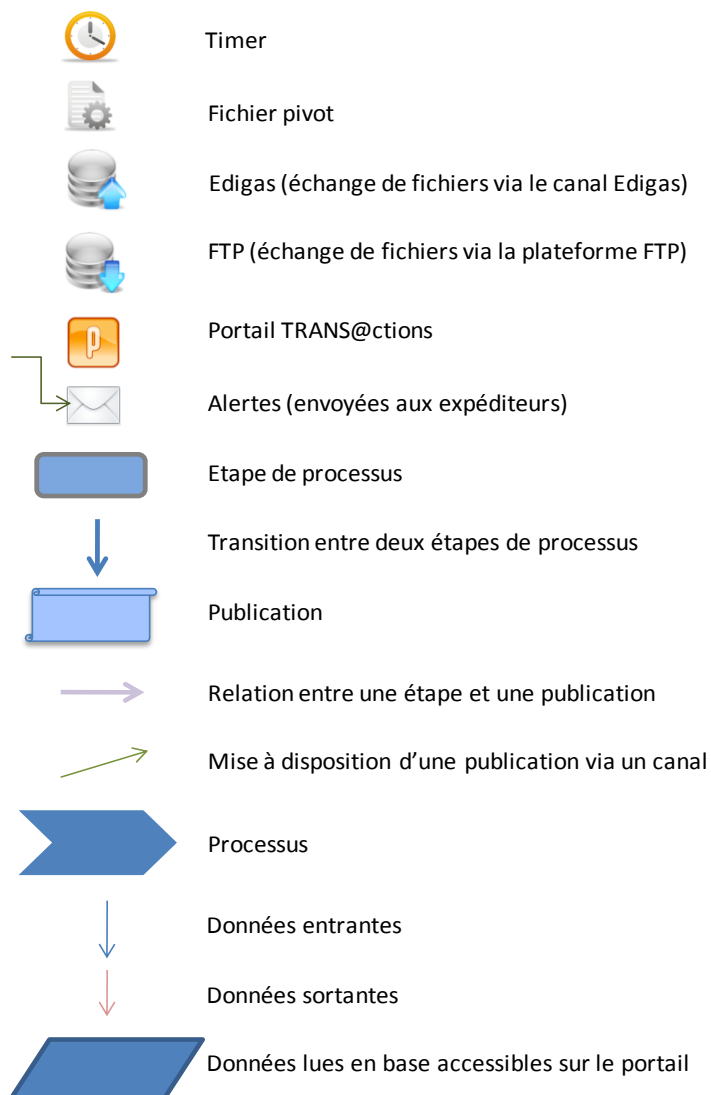 Timer
Fichier pivot
Edigas (échange de fichiers via le canal Edigas)
FTP (échange de fichiers via la plateforme FTP)
p
Portail TRANS@ctions
Alertes (envoyées aux expéditeurs)
Etape de processus
Transition entre deux étapes de processus
Publication
Relation entre une étape et une publication
Mise à disposition d’une publication via un canal
Processus
Données entrantes
Données sortantes
Données lues en base accessibles sur le portail